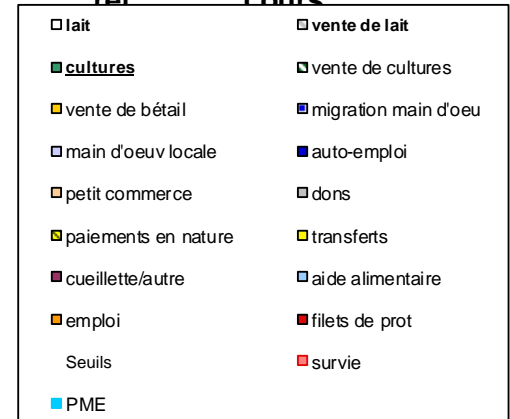 lait vente de lait
cultures vente de cultures
vente de bétail migration main d'oeu
main d'oeuv locale auto-emploi
petit commerce dons
paiements en nature transferts
cueillette/autre aide alimentaire
emploi filets de prot
Seuils survie
PME